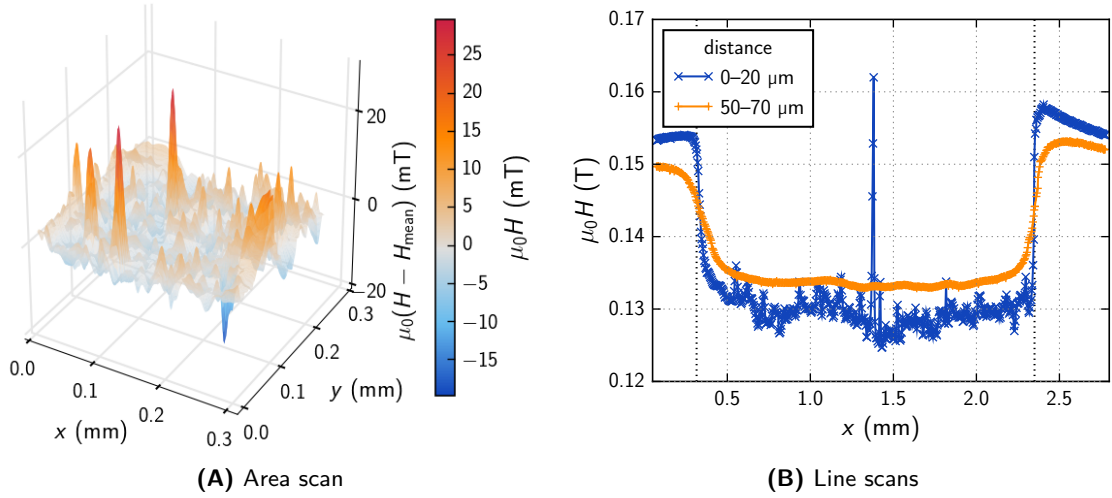 20
0
−20
μ₀(H − Hmean) (mT)
0.3
0.2
0.1
0.0
y (mm)
0.0
0.1
0.2
0.3
x (mm)
25
20
15
10
5
0
−5
−10
−15
μ₀H (mT)
(A) Area scan
0.17
0.16
0.15
0.14
0.13
0.12
μ₀H (T)
distance
0–20 μm
50–70 μm
0.5
1.0
1.5
2.0
2.5
x (mm)
(B) Line scans